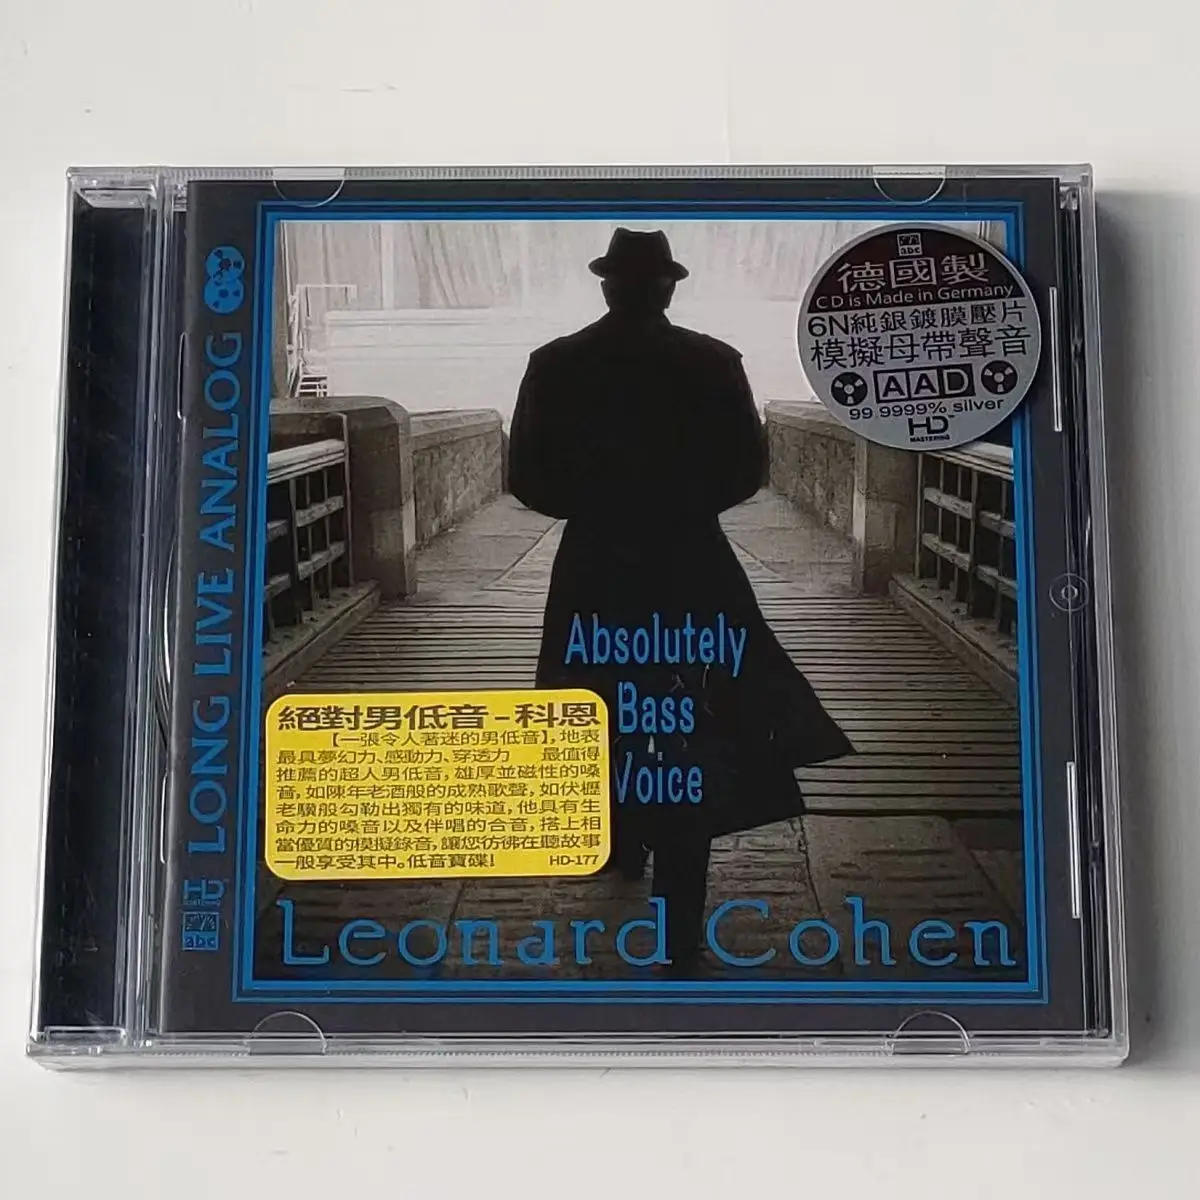 LONG LIVE ANALOG
HD
MASTERING
abc
abc
德國製
CD is Made in Germany
6N純銀鍍膜壓片
模擬母帶聲音
AAD
99.9999% silver
HD
MASTERING
Absolutely
Bass
Voice
絕對男低音-科恩
【一張令人著迷的男低音】,地表
最具夢幻力、感動力、穿透力 最值得
推薦的超人男低音,雄厚並磁性的嗓
音,如陳年老酒般的成熟歌聲,如伏櫪
老驥般勾勒出獨有的味道,他具有生
命力的嗓音以及伴唱的合音,搭上相
當優質的模擬錄音,讓您彷彿在聽故事
一般享受其中。低音寶碟! HD-177
Leonard Cohen